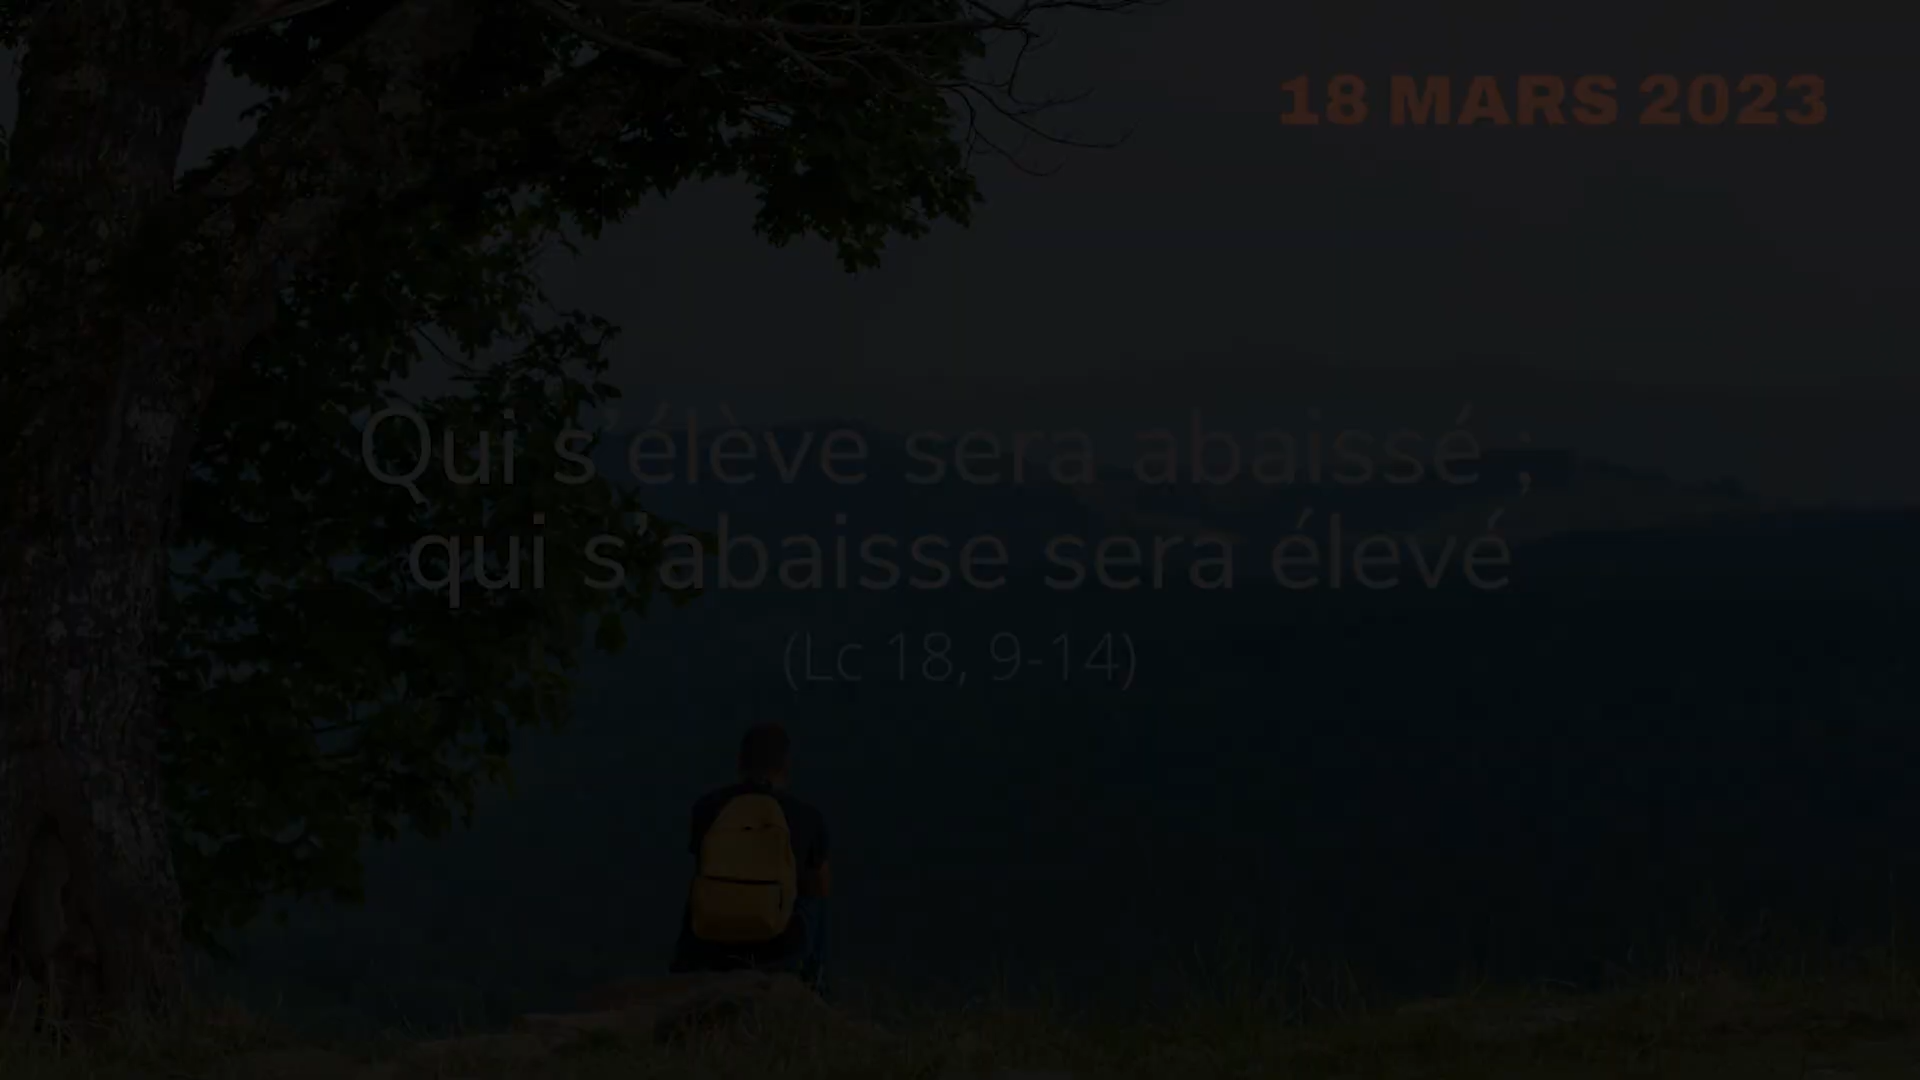 18 MARS 2023
Qui s'élève sera abaissé ;
qui s'abaisse sera élevé
(Lc 18, 9-14)